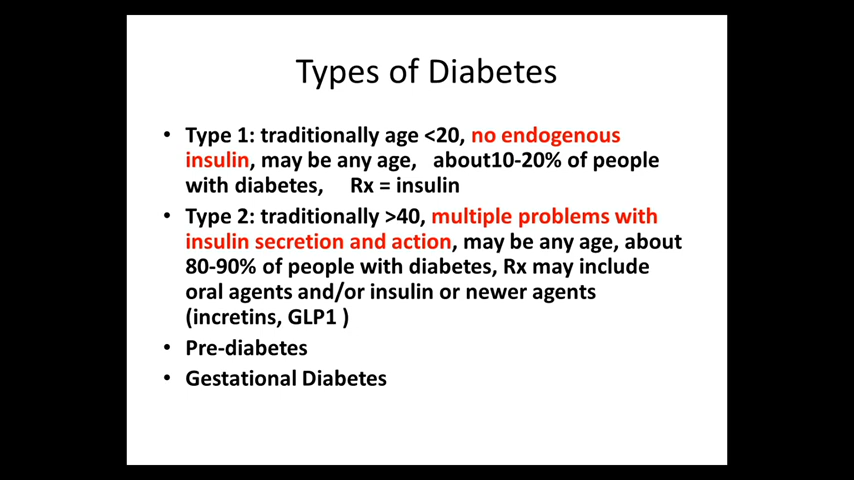 Types of Diabetes
• Type 1: traditionally age <20, no endogenous
insulin, may be any age, about10-20% of people
with diabetes, Rx = insulin
• Type 2: traditionally >40, multiple problems with
insulin secretion and action, may be any age, about
80-90% of people with diabetes, Rx may include
oral agents and/or insulin or newer agents
(incretins, GLP1 )
• Pre-diabetes
• Gestational Diabetes